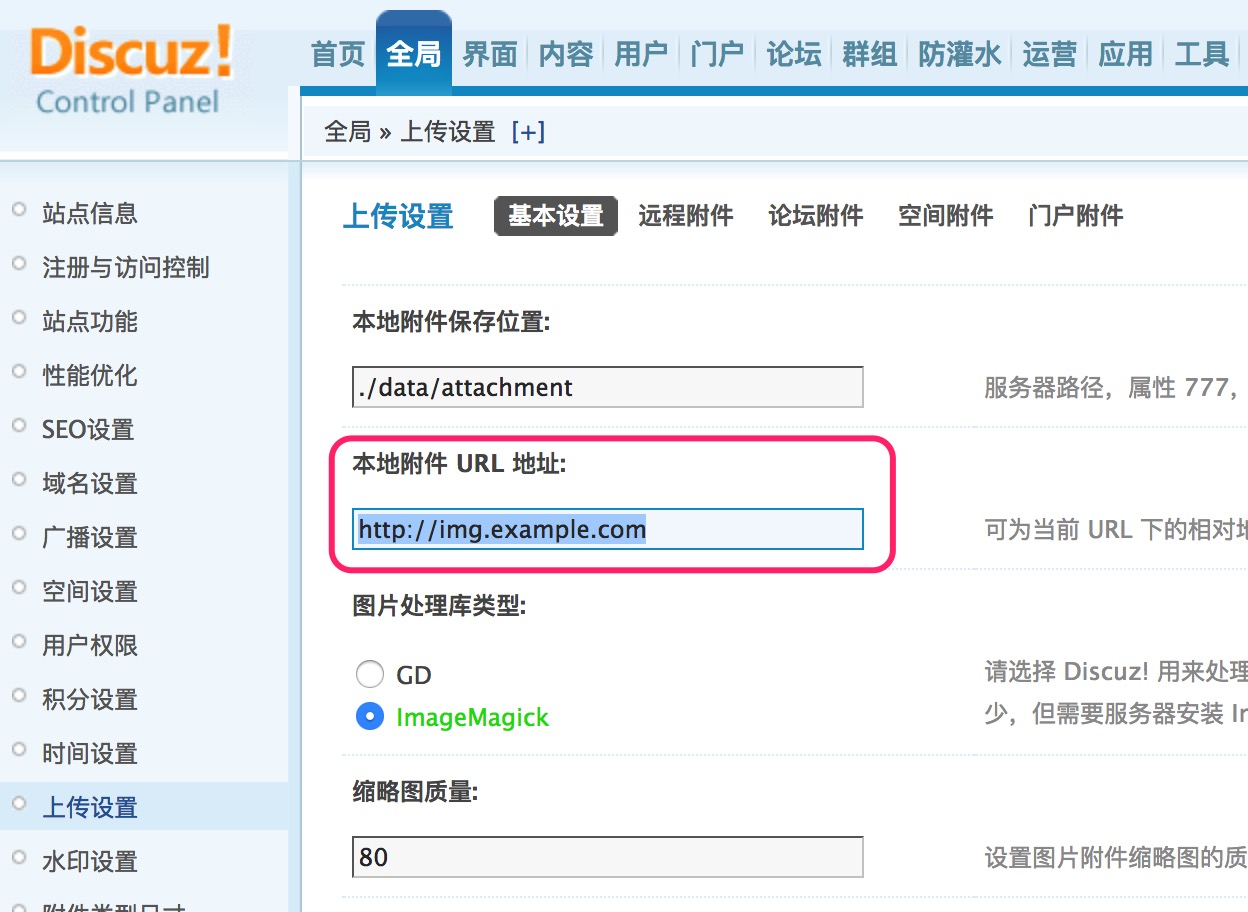 Discuz!
Control Panel
首页 全局 界面 内容 用户 门户 论坛 群组 防灌水 运营 应用 工具
全局 » 上传设置 [+]
站点信息
注册与访问控制
站点功能
性能优化
SEO设置
域名设置
广播设置
空间设置
用户权限
积分设置
时间设置
上传设置
水印设置
附件类型尺寸
上传设置 基本设置 远程附件 论坛附件 空间附件 门户附件
本地附件保存位置:
./data/attachment
服务器路径，属性 777，
本地附件 URL 地址:
http://img.example.com
可为当前 URL 下的相对地
图片处理库类型:
GD
ImageMagick
请选择 Discuz! 用来处理
少，但需要服务器安装 Im
缩略图质量:
80
设置图片附件缩略图的质